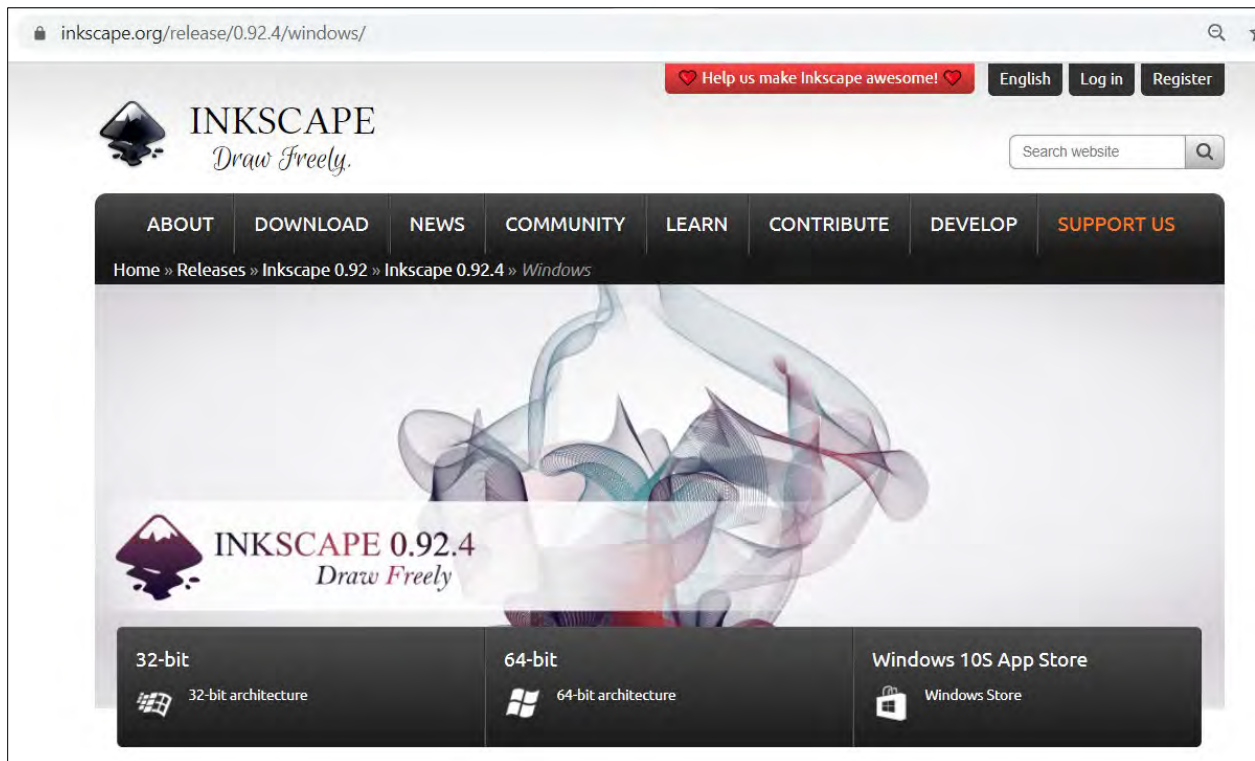 inkscape.org/release/0.92.4/windows/
Help us make Inkscape awesome!
English
Log in
Register
INKSCAPE
Draw Freely.
Search website
ABOUT
DOWNLOAD
NEWS
COMMUNITY
LEARN
CONTRIBUTE
DEVELOP
SUPPORT US
Home » Releases » Inkscape 0.92 » Inkscape 0.92.4 » Windows
INKSCAPE 0.92.4
Draw Freely
32-bit
32-bit architecture
64-bit
64-bit architecture
Windows 10S App Store
Windows Store